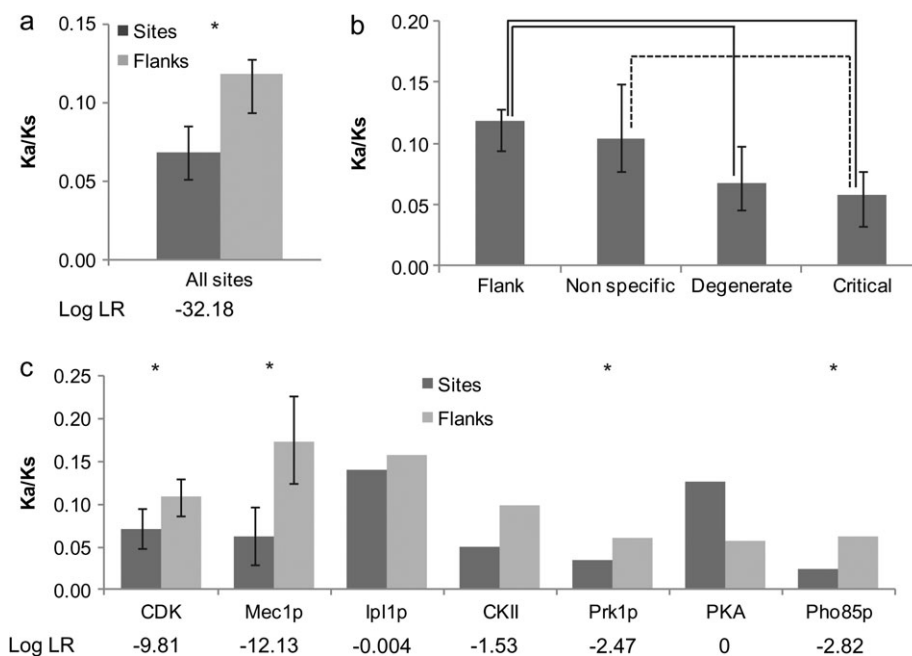 a
*
Sites
Flanks
Ka/Ks
0.15
0.10
0.05
0.00
All sites
Log LR -32.18
b
Ka/Ks
0.20
0.15
0.10
0.05
0.00
Flank Non specific Degenerate Critical
c
* * * *
Sites
Flanks
Ka/Ks
0.25
0.20
0.15
0.10
0.05
0.00
CDK Mec1p Ipl1p CKII Prk1p PKA Pho85p
Log LR -9.81 -12.13 -0.004 -1.53 -2.47 0 -2.82